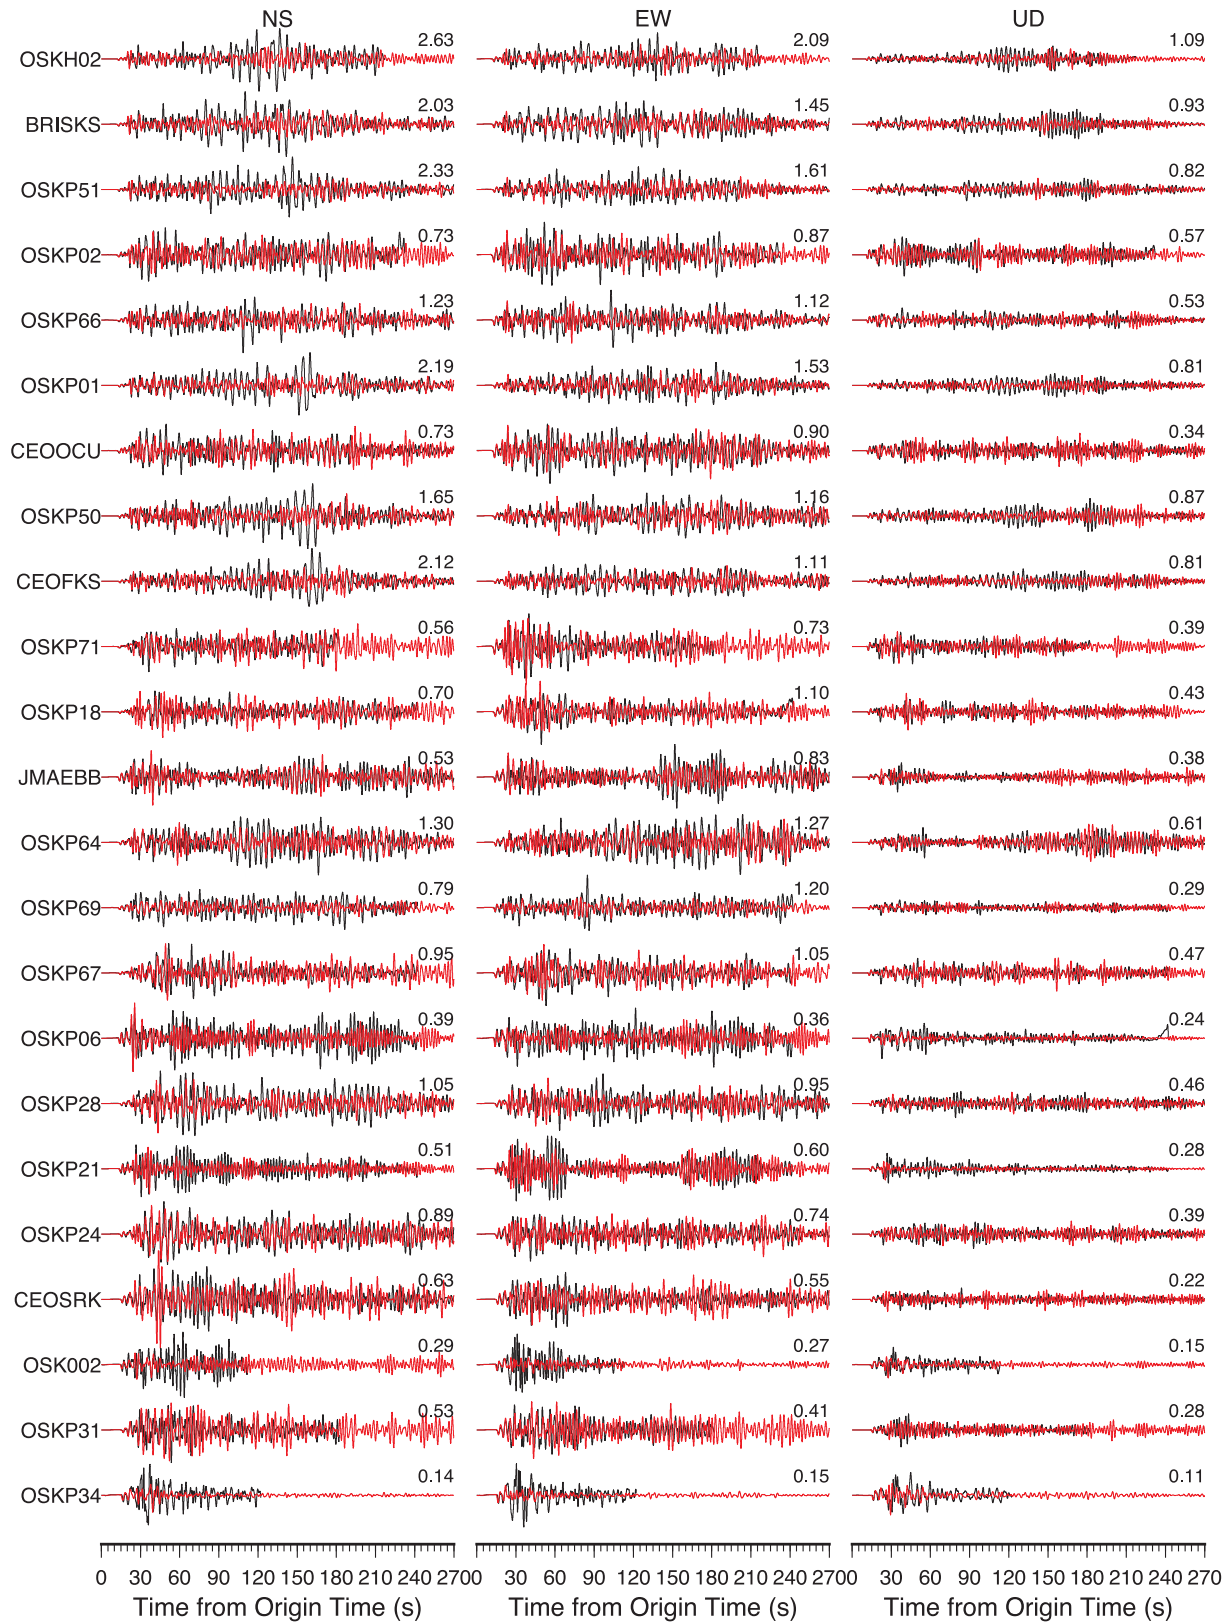 NS EW UD
OSKH02 2.63 2.09 1.09
BRISKS 2.03 1.45 0.93
OSKP51 2.33 1.61 0.82
OSKP02 0.73 0.87 0.57
OSKP66 1.23 1.12 0.53
OSKP01 2.19 1.53 0.81
CEOOCU 0.73 0.90 0.34
OSKP50 1.65 1.16 0.87
CEOFKS 2.12 1.11 0.81
OSKP71 0.56 0.73 0.39
OSKP18 0.70 1.10 0.43
JMAEBB 0.53 0.83 0.38
OSKP64 1.30 1.27 0.61
OSKP69 0.79 1.20 0.29
OSKP67 0.95 1.05 0.47
OSKP06 0.39 0.36 0.24
OSKP28 1.05 0.95 0.46
OSKP21 0.51 0.60 0.28
OSKP24 0.89 0.74 0.39
CEOSRK 0.63 0.55 0.22
OSK002 0.29 0.27 0.15
OSKP31 0.53 0.41 0.28
OSKP34 0.14 0.15 0.11
0 30 60 90 120 150 180 210 240 270 0 30 60 90 120 150 180 210 240 270 0 30 60 90 120 150 180 210 240 270
Time from Origin Time (s) Time from Origin Time (s) Time from Origin Time (s)